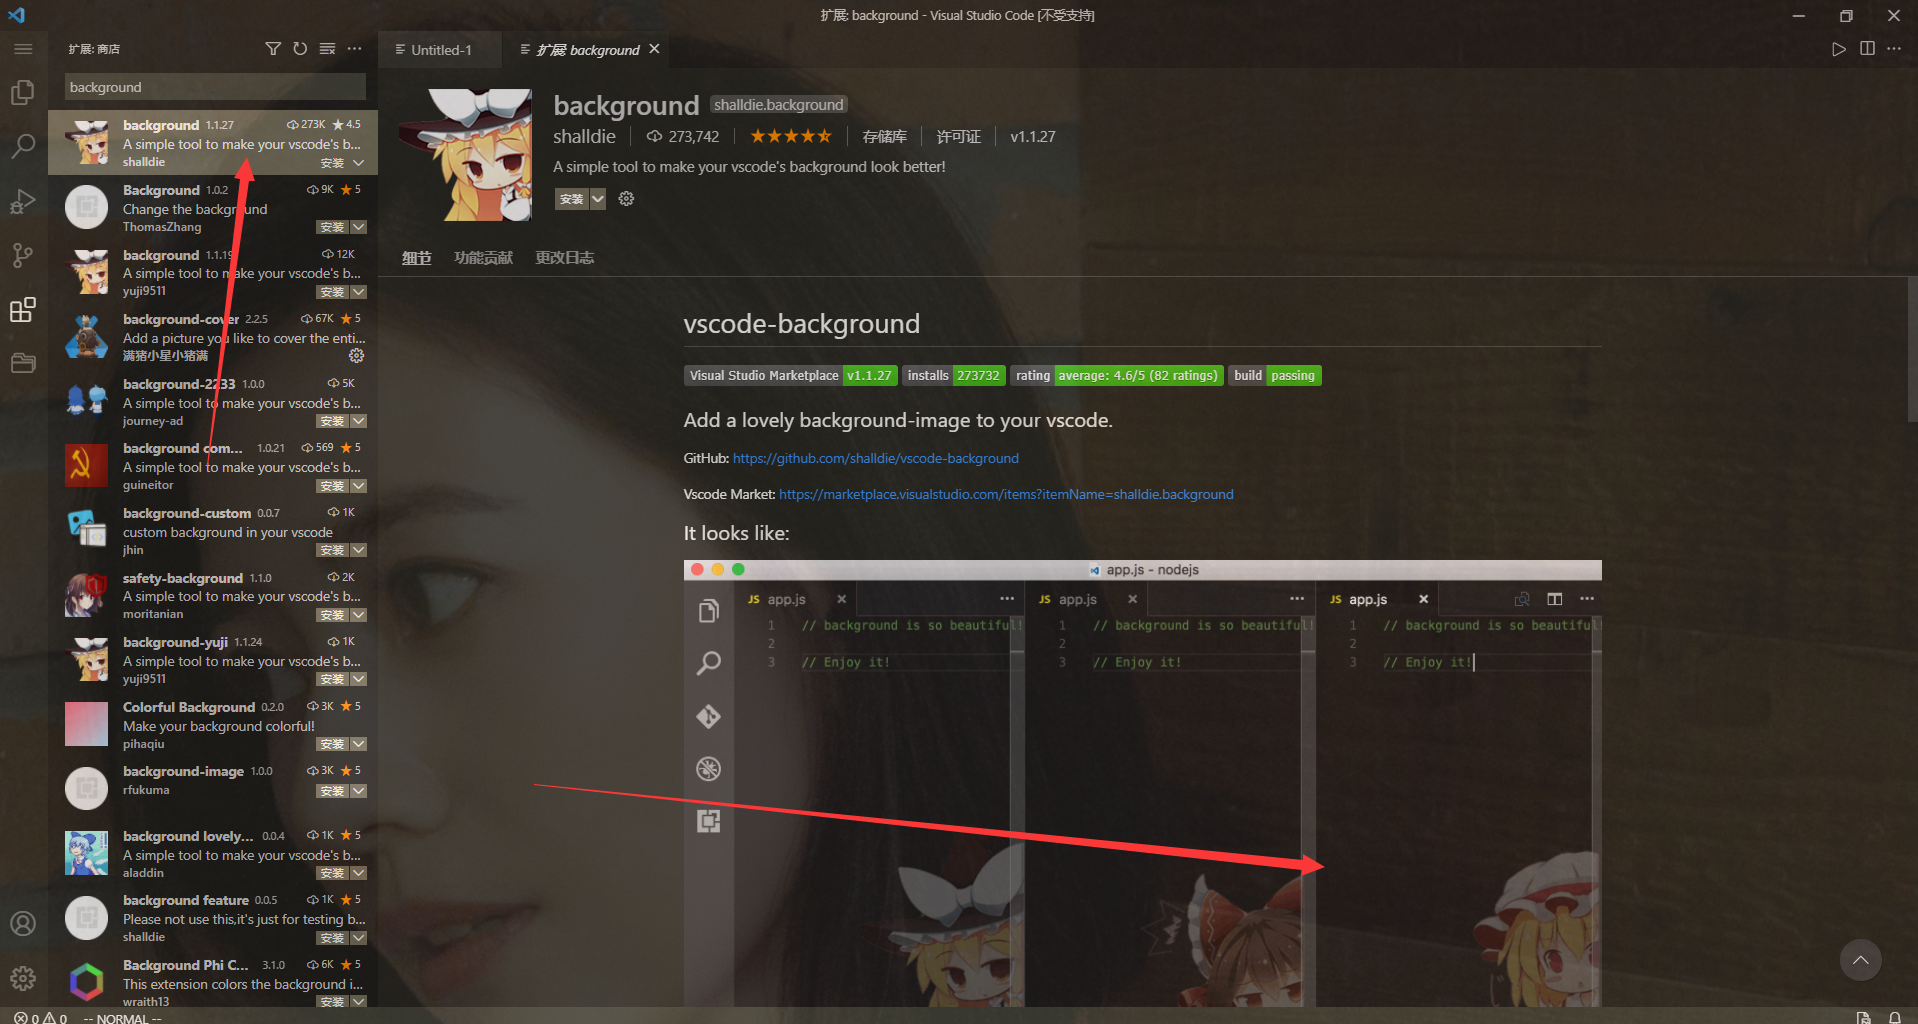 扩展: background - Visual Studio Code [不受支持]
扩展: 商店
background
background 1.1.27 273K ★4.5
A simple tool to make your vscode's b...
shalldie 安装
Background 1.0.2 9K ★5
Change the background
ThomasZhang 安装
background 1.1.19 12K
A simple tool to make your vscode's b...
yuji9511 安装
background-cover 2.2.5 67K ★5
Add a picture you like to cover the enti...
满猪小星小猪满
background-2233 1.0.0 5K
A simple tool to make your vscode's b...
journey-ad 安装
background com... 1.0.21 569 ★5
A simple tool to make your vscode's b...
guineitor 安装
background-custom 0.0.7 1K
custom background in your vscode
jhin 安装
safety-background 1.1.0 2K
A simple tool to make your vscode's b...
moritanian 安装
background-yuji 1.1.24 1K
A simple tool to make your vscode's b...
yuji9511 安装
Colorful Background 0.2.0 3K ★5
Make your background colorful!
pihaqiu 安装
background-image 1.0.0 3K ★5
rfukuma 安装
background lovely... 0.0.4 1K ★5
A simple tool to make your vscode's b...
aladdin 安装
background feature 0.0.5 1K ★5
Please not use this,it's just for testing b...
shalldie 安装
Background Phi C... 3.1.0 6K ★5
This extension colors the background i...
wraith13 安装
Untitled-1
扩展: background
background shalldie.background
shalldie 273,742 存储库 许可证 v1.1.27
A simple tool to make your vscode's background look better!
安装
细节 功能贡献 更改日志
vscode-background
Visual Studio Marketplace v1.1.27 installs 273732 rating average: 4.6/5 (82 ratings) build passing
Add a lovely background-image to your vscode.
GitHub: https://github.com/shalldie/vscode-background
Vscode Market: https://marketplace.visualstudio.com/items?itemName=shalldie.background
It looks like:
app.js - nodejs
JS app.js
1 // background is so beautiful!
2
3 // Enjoy it!
JS app.js
1 // background is so beautiful!
2
3 // Enjoy it!
JS app.js
1 // background is so beautiful!
2
3 // Enjoy it!
0 0 -- NORMAL --